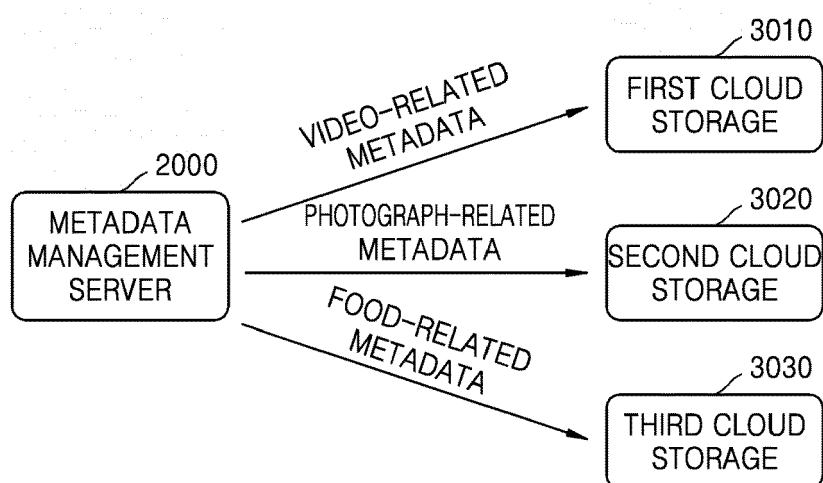 3010
FIRST CLOUD
STORAGE
VIDEO-RELATED
METADATA
2000
METADATA
MANAGEMENT
SERVER
PHOTOGRAPH-RELATED
METADATA
3020
SECOND CLOUD
STORAGE
FOOD-RELATED
METADATA
3030
THIRD CLOUD
STORAGE